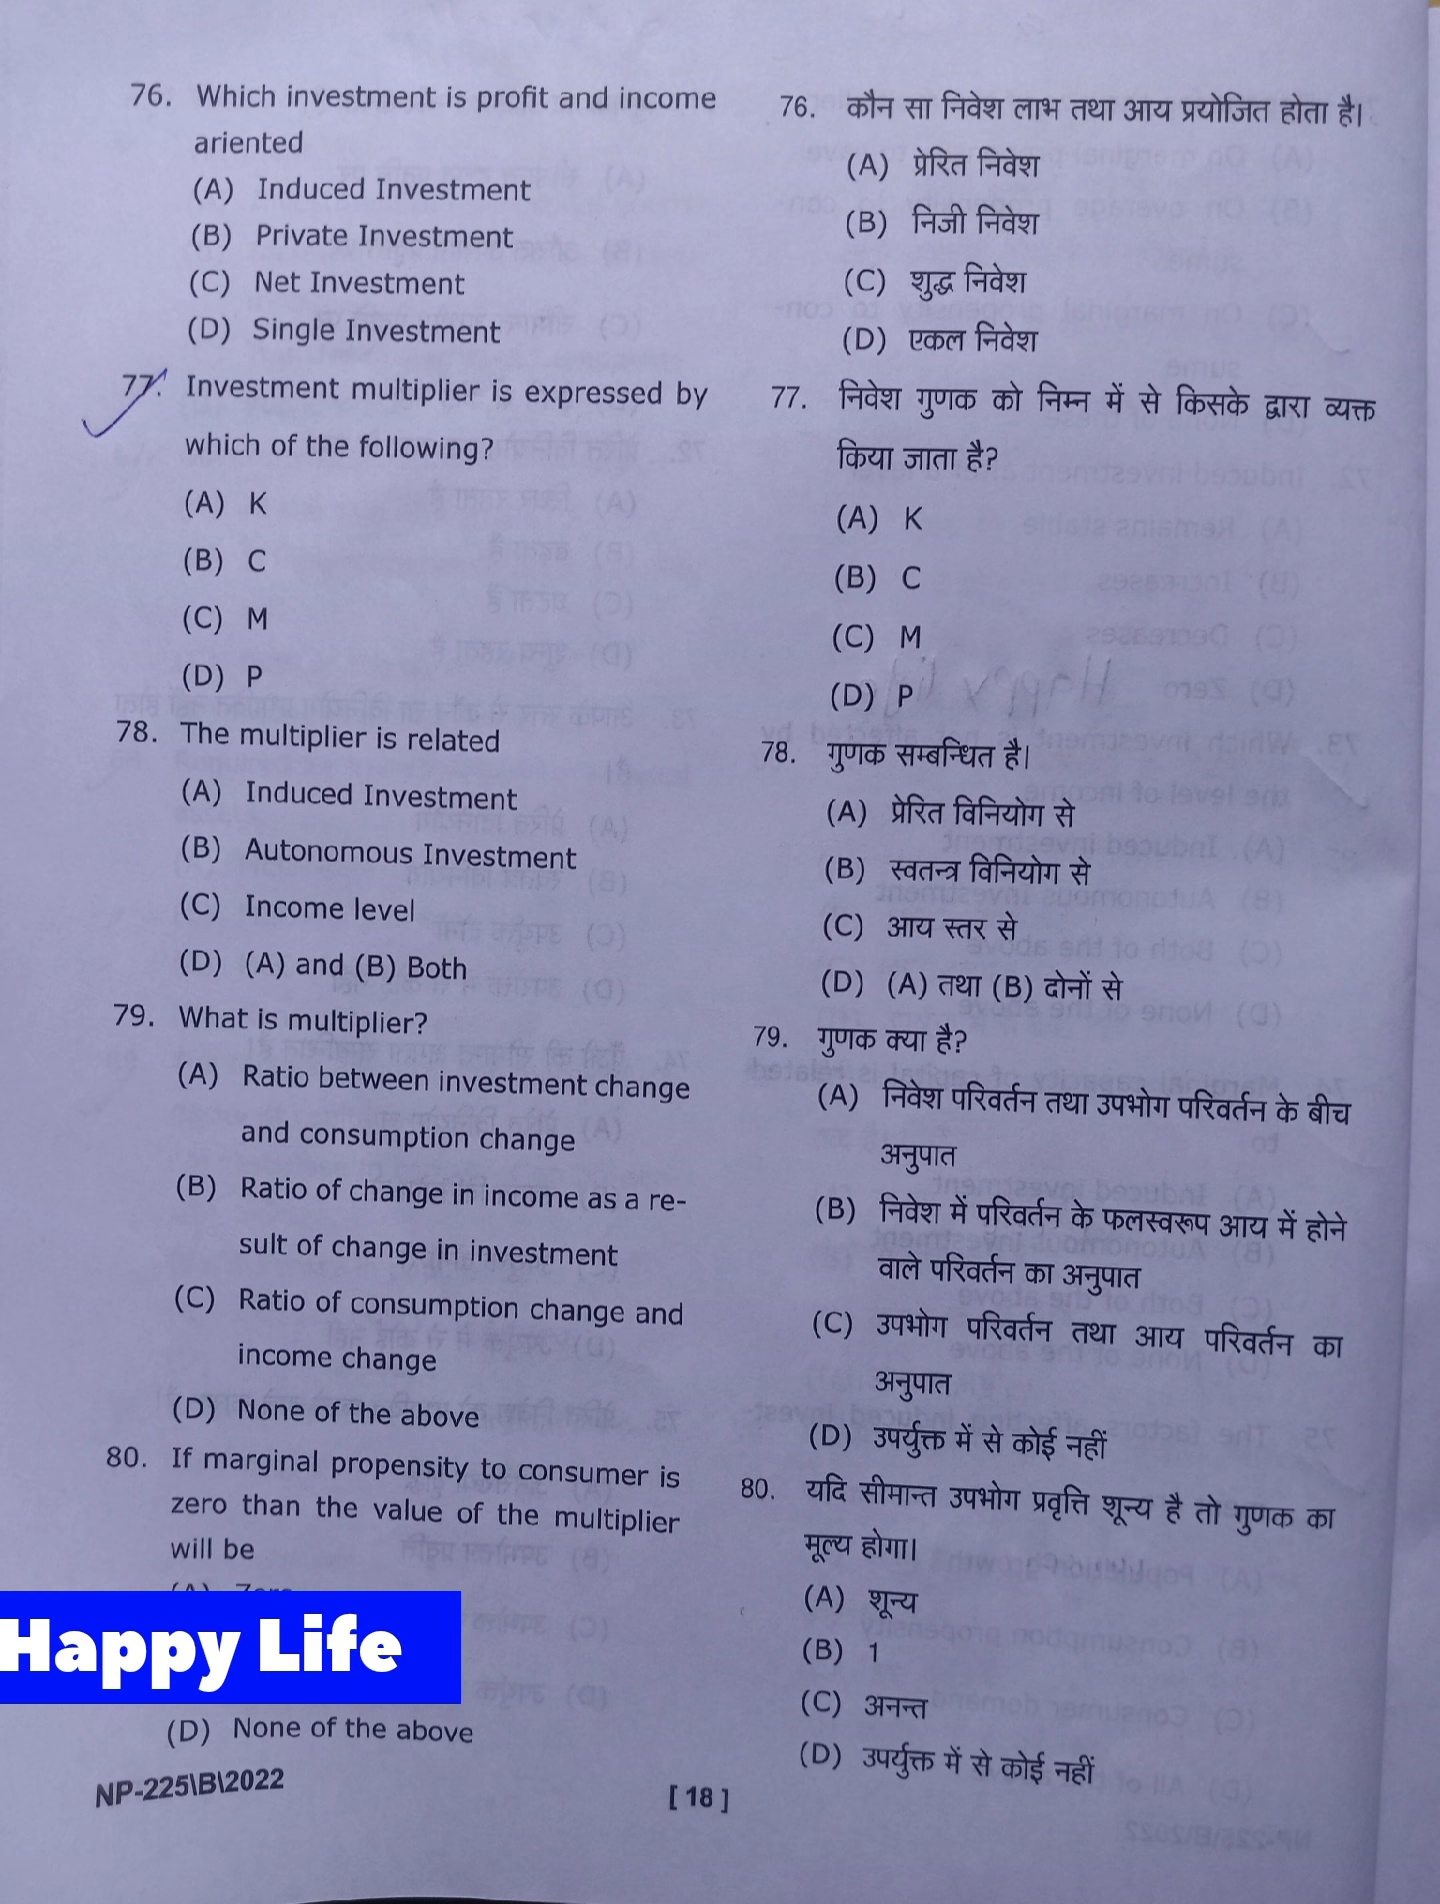 76. Which investment is profit and income
ariented
(A) Induced Investment
(B) Private Investment
(C) Net Investment
(D) Single Investment
77. Investment multiplier is expressed by
which of the following?
(A) K
(B) C
(C) M
(D) P
78. The multiplier is related
(A) Induced Investment
(B) Autonomous Investment
(C) Income level
(D) (A) and (B) Both
79. What is multiplier?
(A) Ratio between investment change
and consumption change
(B) Ratio of change in income as a re-
sult of change in investment
(C) Ratio of consumption change and
income change
(D) None of the above
80. If marginal propensity to consumer is
zero than the value of the multiplier
will be
(A) Zero
Happy Life
(D) None of the above
76. कौन सा निवेश लाभ तथा आय प्रयोजित होता है।
(A) प्रेरित निवेश
(B) निजी निवेश
(C) शुद्ध निवेश
(D) एकल निवेश
77. निवेश गुणक को निम्न में से किसके द्वारा व्यक्त
किया जाता है?
(A) K
(B) C
(C) M
(D) P
78. गुणक सम्बन्धित है।
(A) प्रेरित विनियोग से
(B) स्वतन्त्र विनियोग से
(C) आय स्तर से
(D) (A) तथा (B) दोनों से
79. गुणक क्या है?
(A) निवेश परिवर्तन तथा उपभोग परिवर्तन के बीच
अनुपात
(B) निवेश में परिवर्तन के फलस्वरूप आय में होने
वाले परिवर्तन का अनुपात
(C) उपभोग परिवर्तन तथा आय परिवर्तन का
अनुपात
(D) उपर्युक्त में से कोई नहीं
80. यदि सीमान्त उपभोग प्रवृत्ति शून्य है तो गुणक का
मूल्य होगा।
(A) शून्य
(B) 1
(C) अनन्त
(D) उपर्युक्त में से कोई नहीं
NP-225\B\2022
[ 18 ]